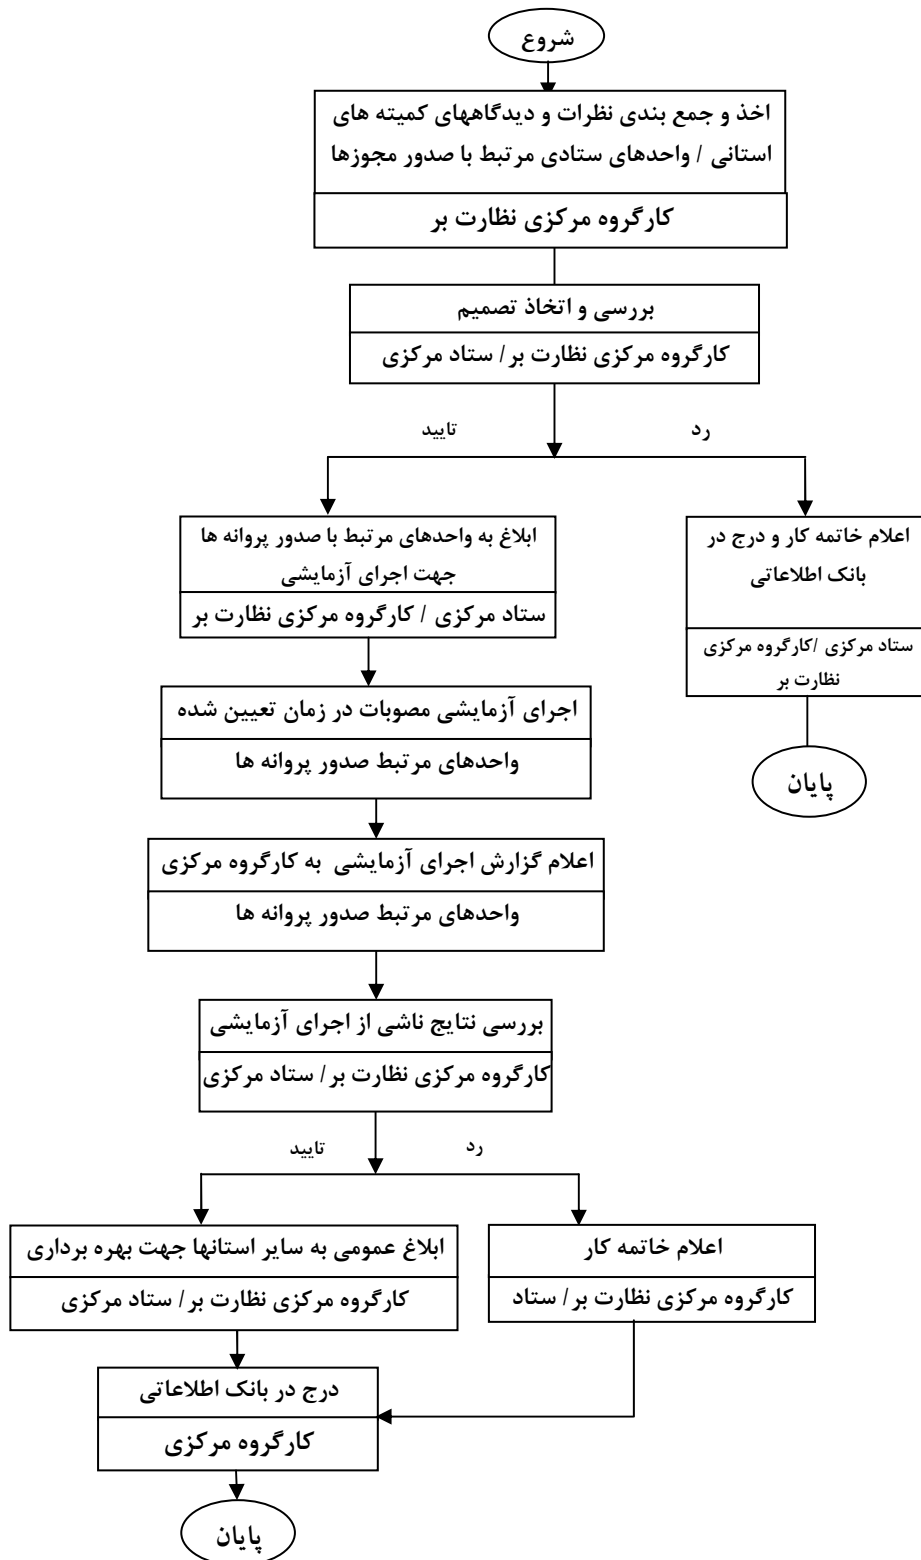 شروع
اخذ و جمع بندی نظرات و دیدگاههای کمیته های
استانی / واحدهای ستادی مرتبط با صدور مجوزها
کارگروه مرکزی نظارت بر
بررسی و اتخاذ تصمیم
کارگروه مرکزی نظارت بر/ ستاد مرکزی
رد
تایید
اعلام خاتمه کار و درج در
بانک اطلاعاتی
ستاد مرکزی /کارگروه مرکزی
نظارت بر
پایان
ابلاغ به واحدهای مرتبط با صدور پروانه ها
جهت اجرای آزمایشی
ستاد مرکزی / کارگروه مرکزی نظارت بر
اجرای آزمایشی مصوبات در زمان تعیین شده
واحدهای مرتبط صدور پروانه ها
اعلام گزارش اجرای آزمایشی به کارگروه مرکزی
واحدهای مرتبط صدور پروانه ها
بررسی نتایج ناشی از اجرای آزمایشی
کارگروه مرکزی نظارت بر/ ستاد مرکزی
رد
تایید
اعلام خاتمه کار
کارگروه مرکزی نظارت بر/ ستاد
ابلاغ عمومی به سایر استانها جهت بهره برداری
کارگروه مرکزی نظارت بر/ ستاد مرکزی
درج در بانک اطلاعاتی
کارگروه مرکزی
پایان